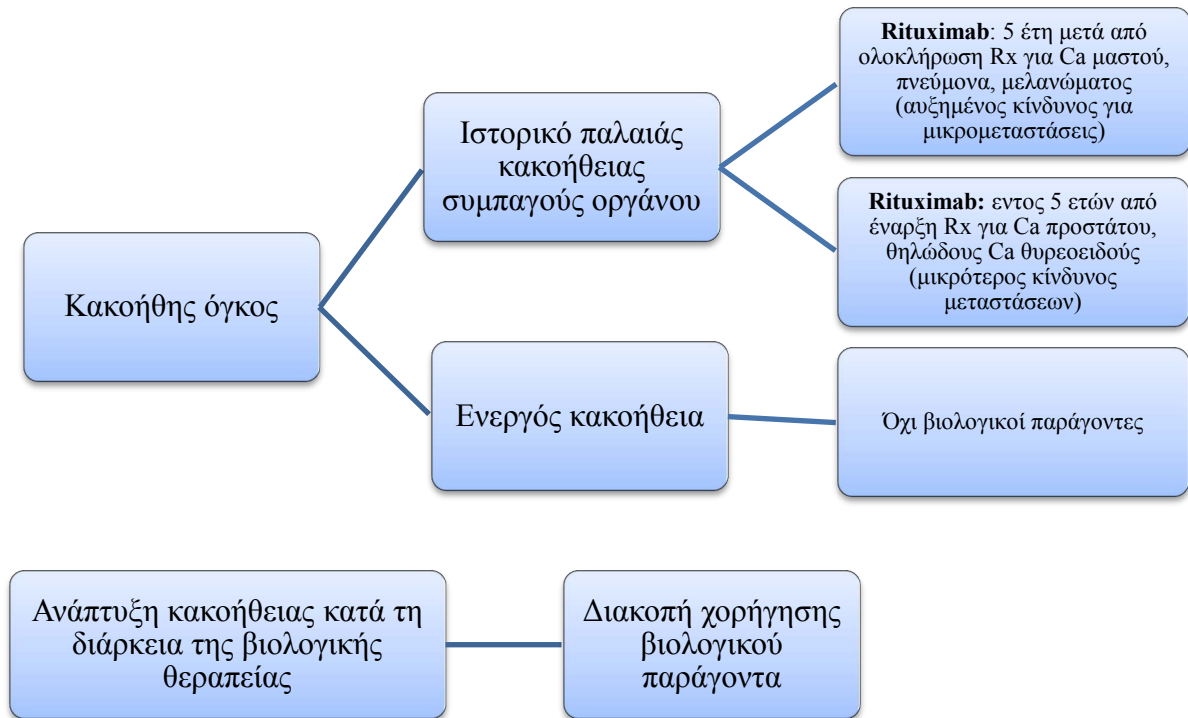 Rituximab: 5 έτη μετά από
ολοκλήρωση Rx για Ca μαστού,
πνεύμονα, μελανώματος
(αυξημένος κίνδυνος για
μικρομεταστάσεις)
Ιστορικό παλαιάς
κακοήθειας
συμπαγούς οργάνου
Rituximab: εντος 5 ετών από
έναρξη Rx για Ca προστάτου,
θηλώδους Ca θυρεοειδούς
(μικρότερος κίνδυνος
μεταστάσεων)
Κακοήθης όγκος
Ενεργός κακοήθεια
Όχι βιολογικοί παράγοντες
Ανάπτυξη κακοήθειας κατά τη
διάρκεια της βιολογικής
θεραπείας
Διακοπή χορήγησης
βιολογικού
παράγοντα